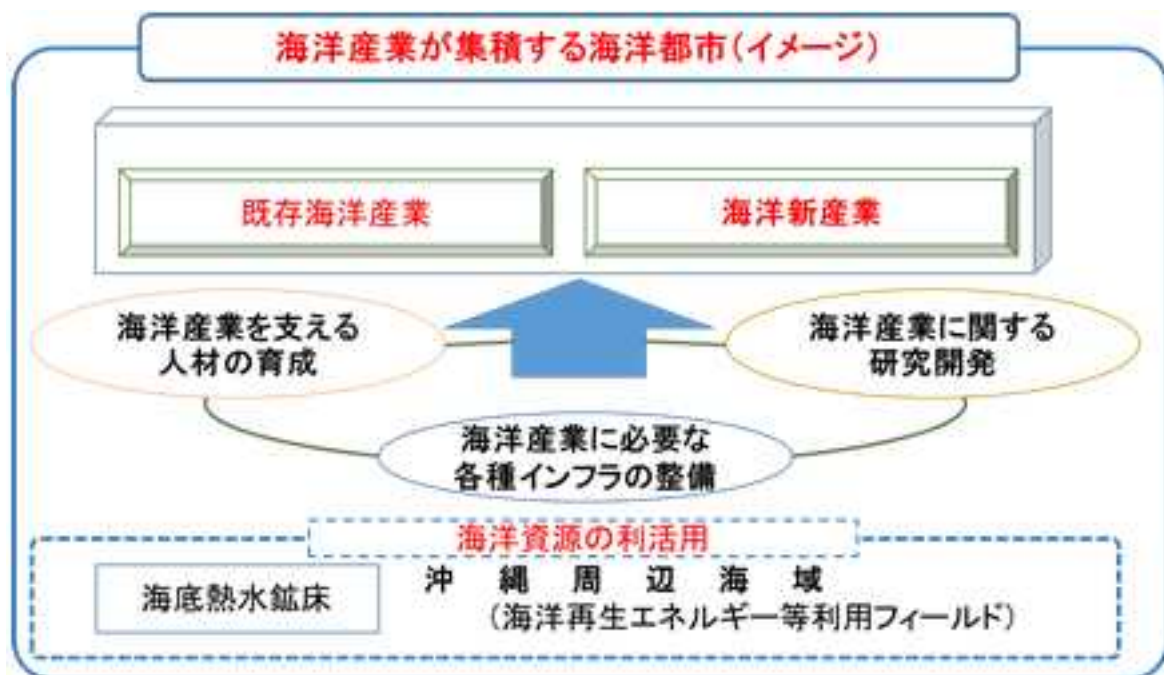 海洋産業が集積する海洋都市（イメージ）
既存海洋産業
海洋新産業
海洋産業を支える
人材の育成
海洋産業に関する
研究開発
海洋産業に必要な
各種インフラの整備
海洋資源の利活用
海底熱水鉱床
沖縄周辺海域
（海洋再生エネルギー等利用フィールド）